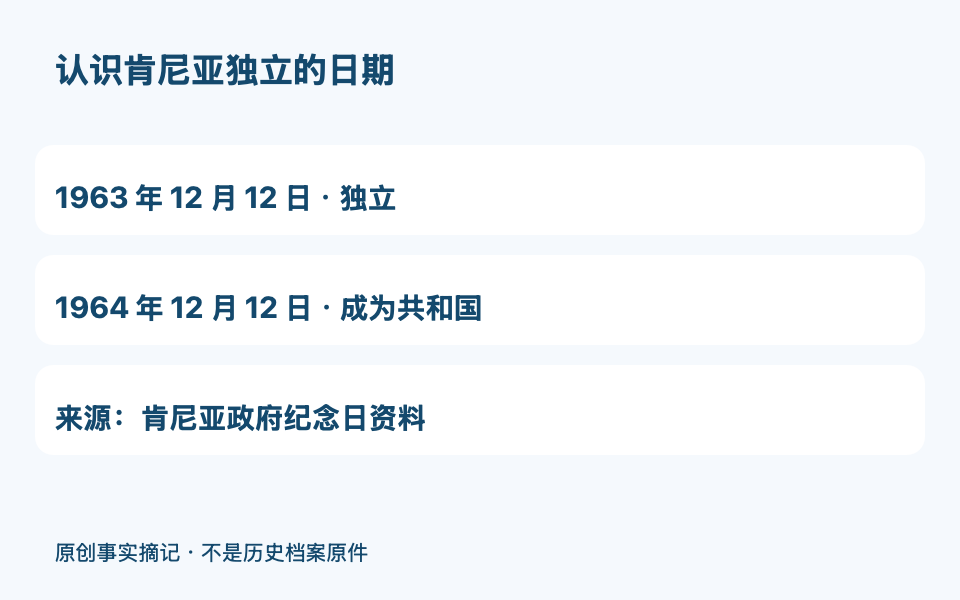 认识肯尼亚独立的日期
1963 年 12 月 12 日 · 独立
1964 年 12 月 12 日 · 成为共和国
来源：肯尼亚政府纪念日资料
原创事实摘记 · 不是历史档案原件